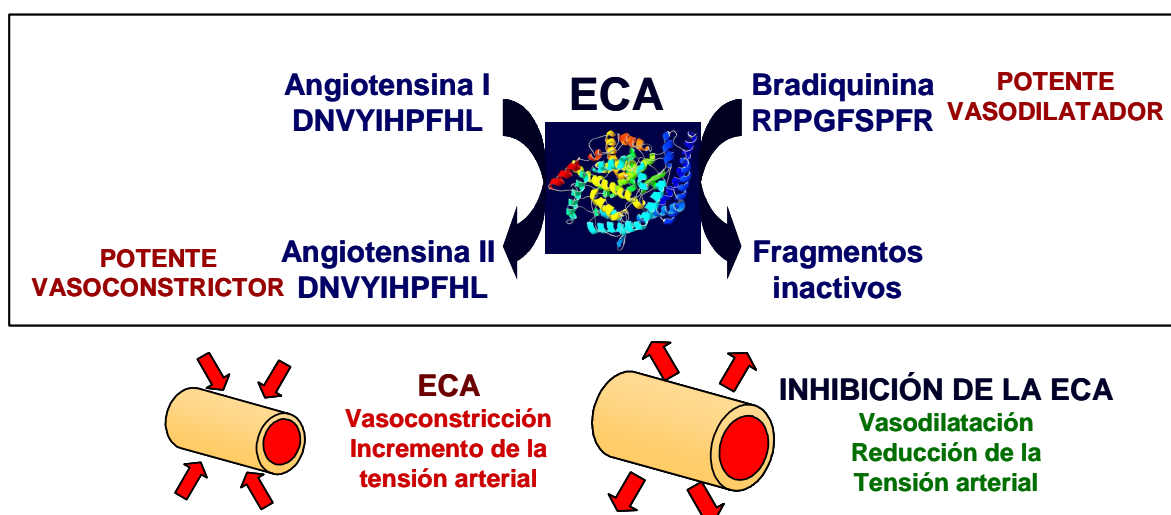 Angiotensina I
DNVYIHPFHL
ECA
Bradiquinina
RPPGFSPFR
POTENTE
VASODILATADOR
POTENTE
VASOCONSTRICTOR
Angiotensina II
DNVYIHPFHL
Fragmentos
inactivos
ECA
Vasoconstricción
Incremento de la
tensión arterial
INHIBICIÓN DE LA ECA
Vasodilatación
Reducción de la
Tensión arterial